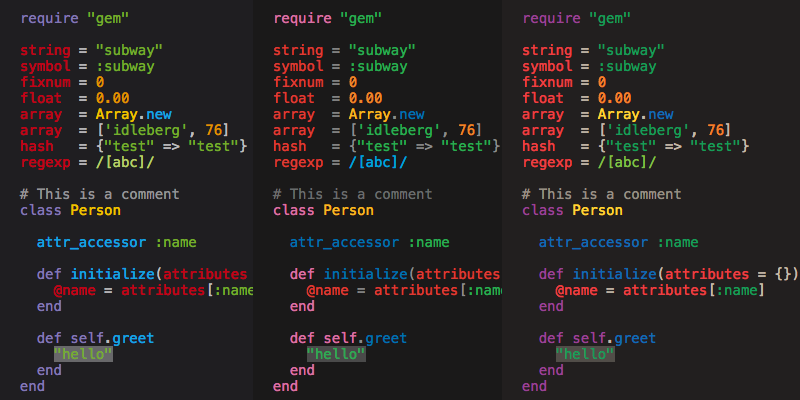 require "gem"
string = "subway"
symbol = :subway
fixnum = 0
float  = 0.00
array  = Array.new
array  = ['idleberg', 76]
hash   = {"test" => "test"}
regexp = /[abc]/
# This is a comment
class Person
attr_accessor :name
def initialize(attributes
@name = attributes[:name
end
def self.greet
"hello"
end
end
require "gem"
string = "subway"
symbol = :subway
fixnum = 0
float  = 0.00
array  = Array.new
array  = ['idleberg', 76]
hash   = {"test" => "test"}
regexp = /[abc]/
# This is a comment
class Person
attr_accessor :name
def initialize(attributes
@name = attributes[:name
end
def self.greet
"hello"
end
end
require "gem"
string = "subway"
symbol = :subway
fixnum = 0
float  = 0.00
array  = Array.new
array  = ['idleberg', 76]
hash   = {"test" => "test"}
regexp = /[abc]/
# This is a comment
class Person
attr_accessor :name
def initialize(attributes = {})
@name = attributes[:name]
end
def self.greet
"hello"
end
end